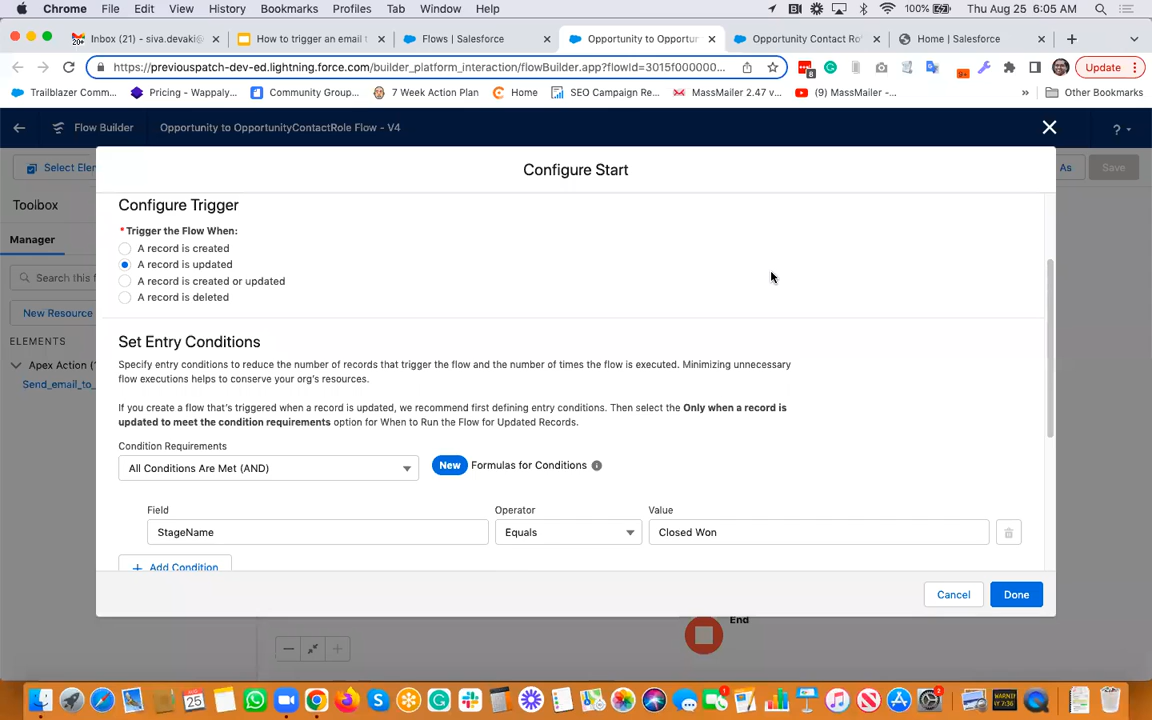 Chrome File Edit View History Bookmarks Profiles Tab Window Help 100% Thu Aug 25 6:05 AM
Inbox (21) - siva.devaki@ How to trigger an email t Flows | Salesforce Opportunity to Opportur Opportunity Contact Ro Home | Salesforce
https://previouspatch-dev-ed.lightning.force.com/builder_platform_interaction/flowBuilder.app?flowId=3015f000000... Update
Trailblazer Comm... Pricing - Wappaly... Community Group... 7 Week Action Plan Home SEO Campaign Re... MassMailer 2.47 v... (9) MassMailer -... » Other Bookmarks
Flow Builder Opportunity to OpportunityContactRole Flow - V4 ?
Select Elem As Save
Configure Start
Toolbox
Manager
Search this f
New Resource
ELEMENTS
Apex Action (1
Send_email_to_
Configure Trigger
* Trigger the Flow When:
A record is created
A record is updated
A record is created or updated
A record is deleted
Set Entry Conditions
Specify entry conditions to reduce the number of records that trigger the flow and the number of times the flow is executed. Minimizing unnecessary
flow executions helps to conserve your org's resources.
If you create a flow that's triggered when a record is updated, we recommend first defining entry conditions. Then select the Only when a record is
updated to meet the condition requirements option for When to Run the Flow for Updated Records.
Condition Requirements
All Conditions Are Met (AND) New Formulas for Conditions
Field Operator Value
StageName Equals Closed Won
+ Add Condition
Cancel Done
End